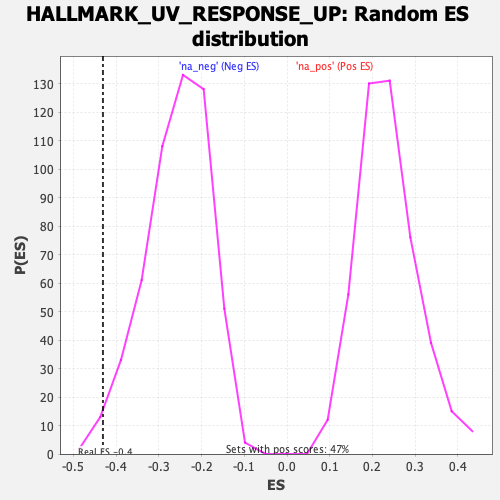 HALLMARK_UV_RESPONSE_UP: Random ES
distribution
'na_neg' (Neg ES)
'na_pos' (Pos ES)
P(ES)
130
120
110
100
90
80
70
60
50
40
30
20
10
0
Real ES -0.4
Sets with pos scores: 47%
-0.5 -0.4 -0.3 -0.2 -0.1 0.0 0.1 0.2 0.3 0.4
ES